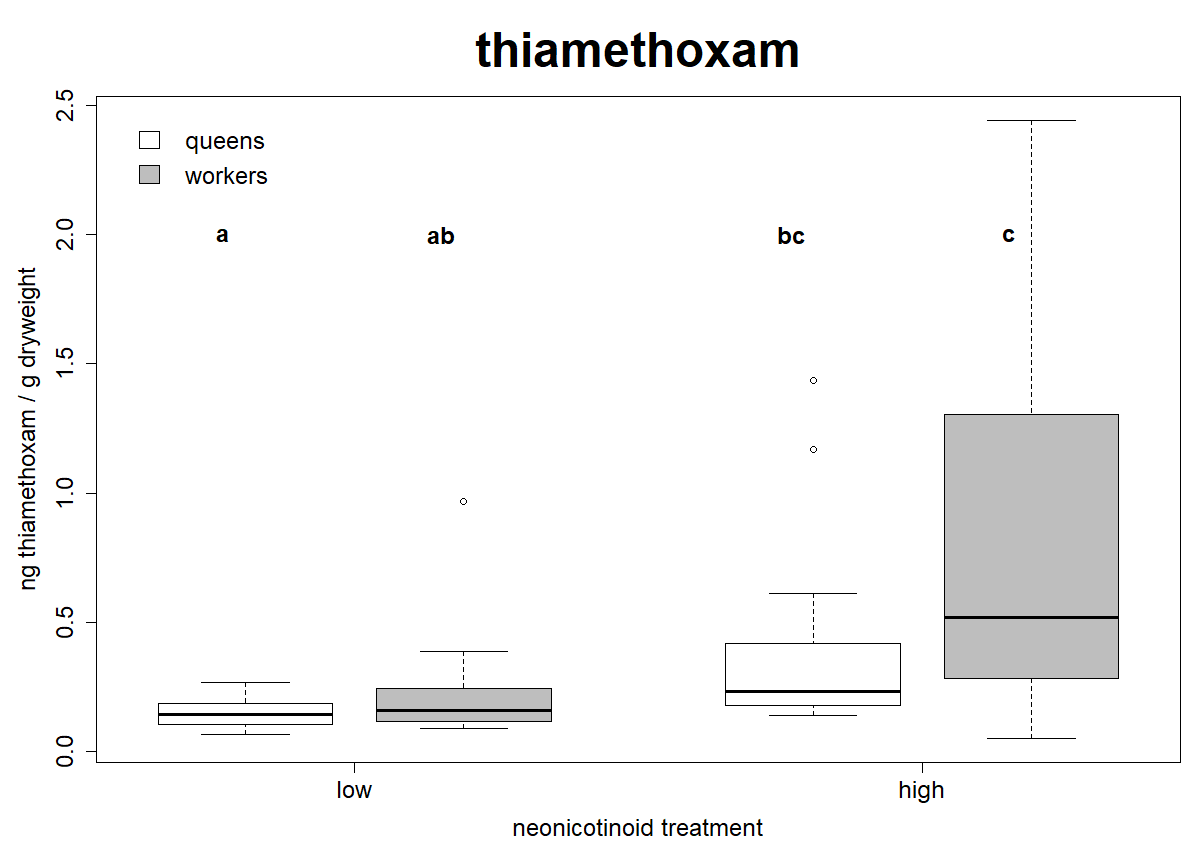 thiamethoxam
queens
workers
a ab bc c
ng thiamethoxam / g dryweight
2.5
2.0
1.5
1.0
0.5
0.0
low high
neonicotinoid treatment